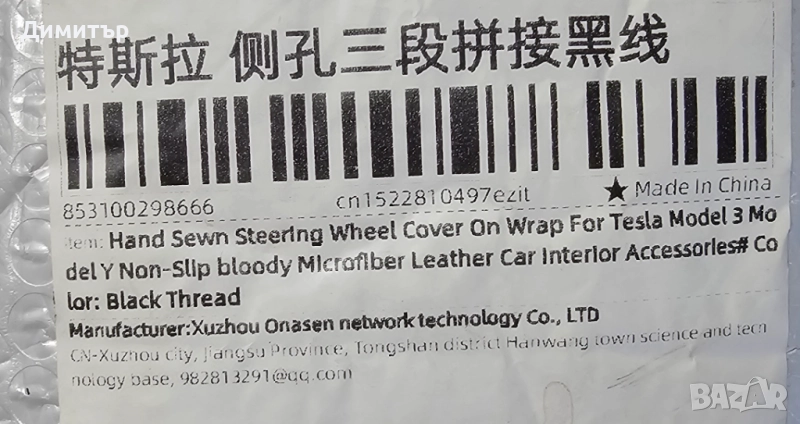 Димитър
特斯拉 侧孔三段拼接黑线
853100298666 cn1522810497ezit ★ Made In China
Item: Hand Sewn Steering Wheel Cover On Wrap For Tesla Model 3 Mo
del Y Non-Slip bloody Microfiber Leather Car Interior Accessories# Co
lor: Black Thread
Manufacturer:Xuzhou Onasen network technology Co., LTD
CN-Xuzhou city, Jiangsu Province, Tongshan district Hanwang town science and tech
nology base, 982813291@qq.com
BAZAR